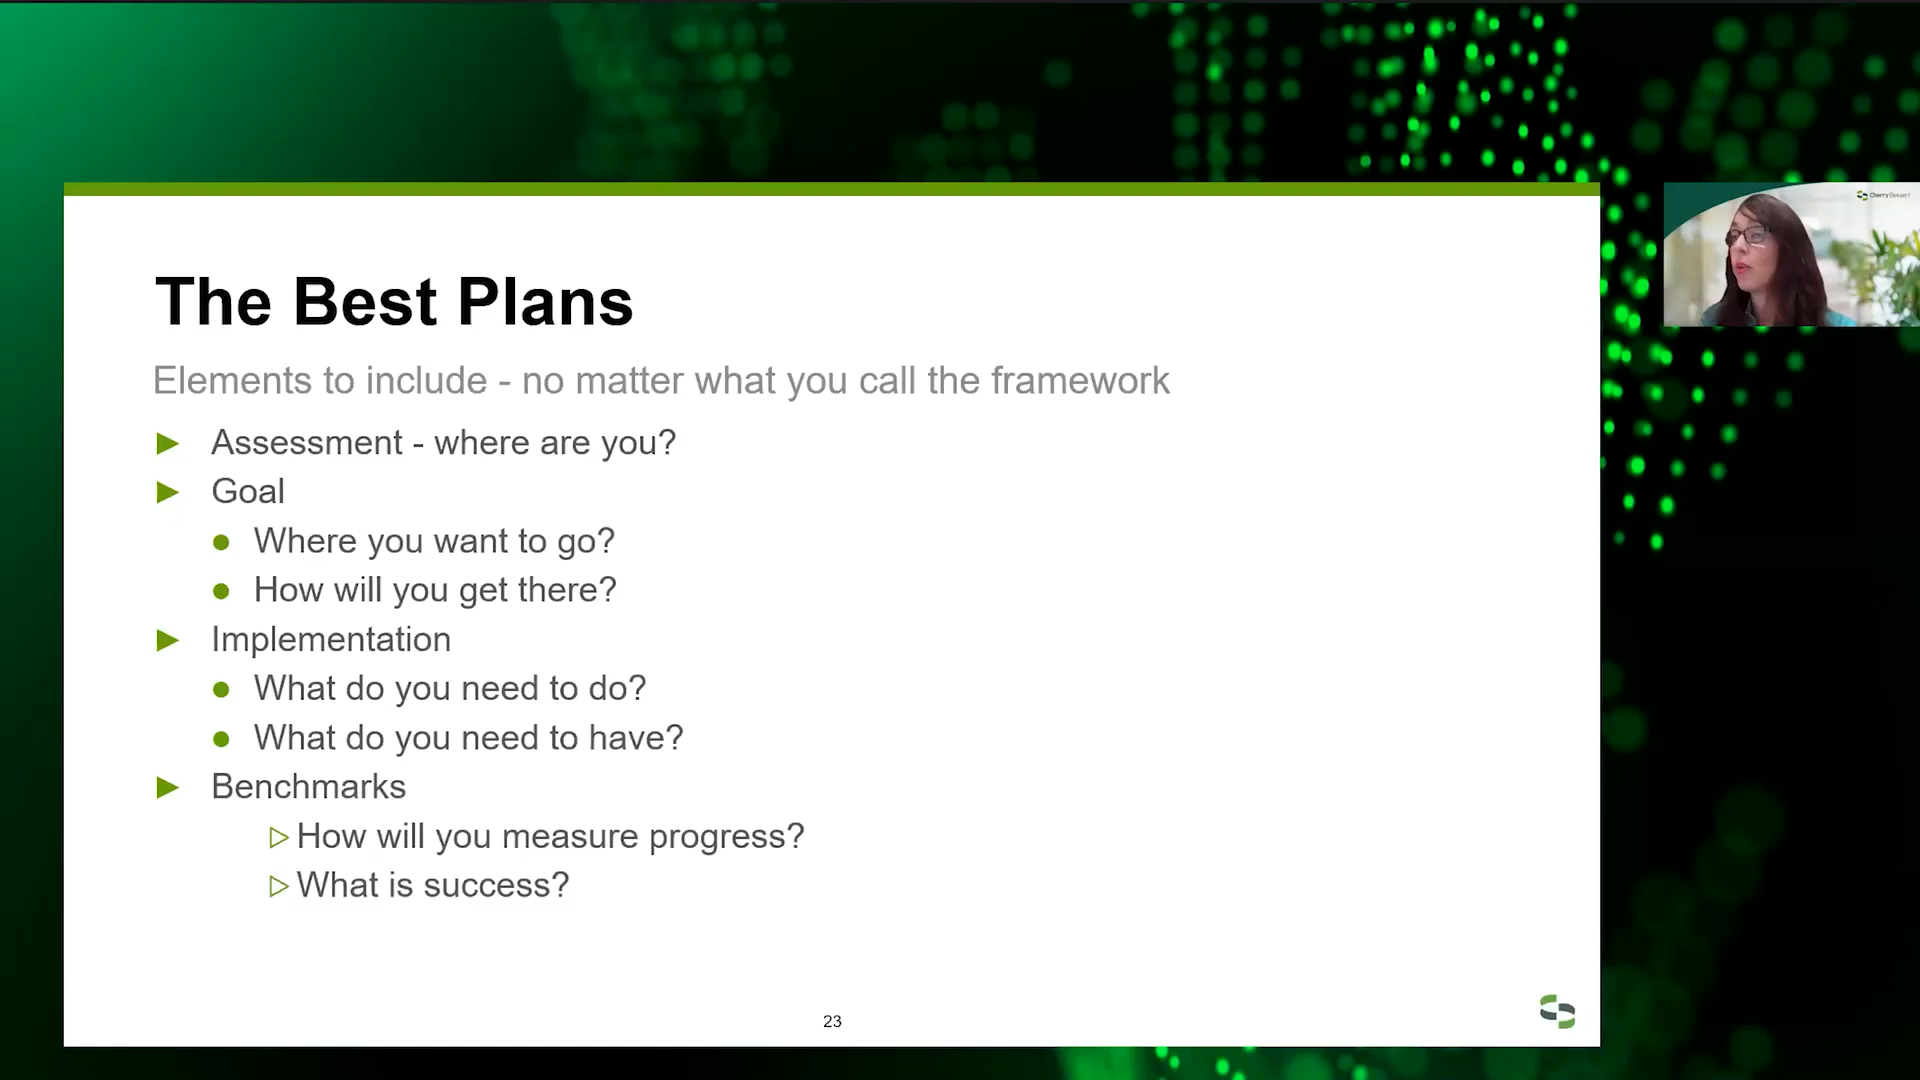 The Best Plans
Elements to include - no matter what you call the framework
Assessment - where are you?
Goal
Where you want to go?
How will you get there?
Implementation
What do you need to do?
What do you need to have?
Benchmarks
How will you measure progress?
What is success?
23
Cherry Bekaert